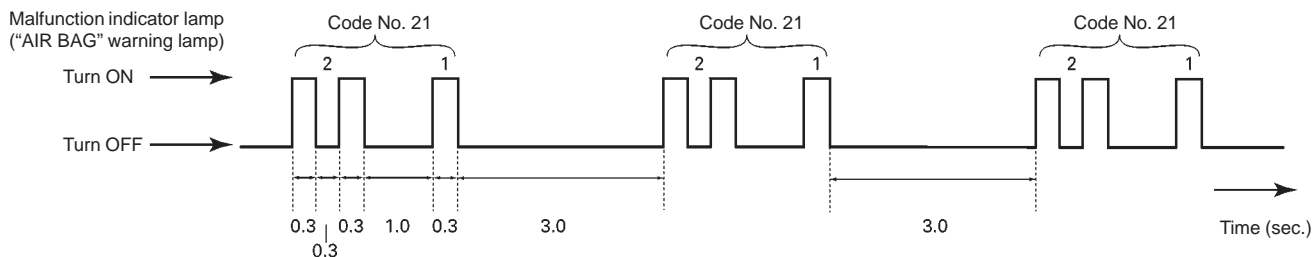 Malfunction indicator lamp
(“AIR BAG” warning lamp)
Code No. 21
Code No. 21
Code No. 21
2
1
2
1
2
1
Turn ON
Turn OFF
0.3
0.3
0.3
1.0
0.3
3.0
3.0
Time (sec.)